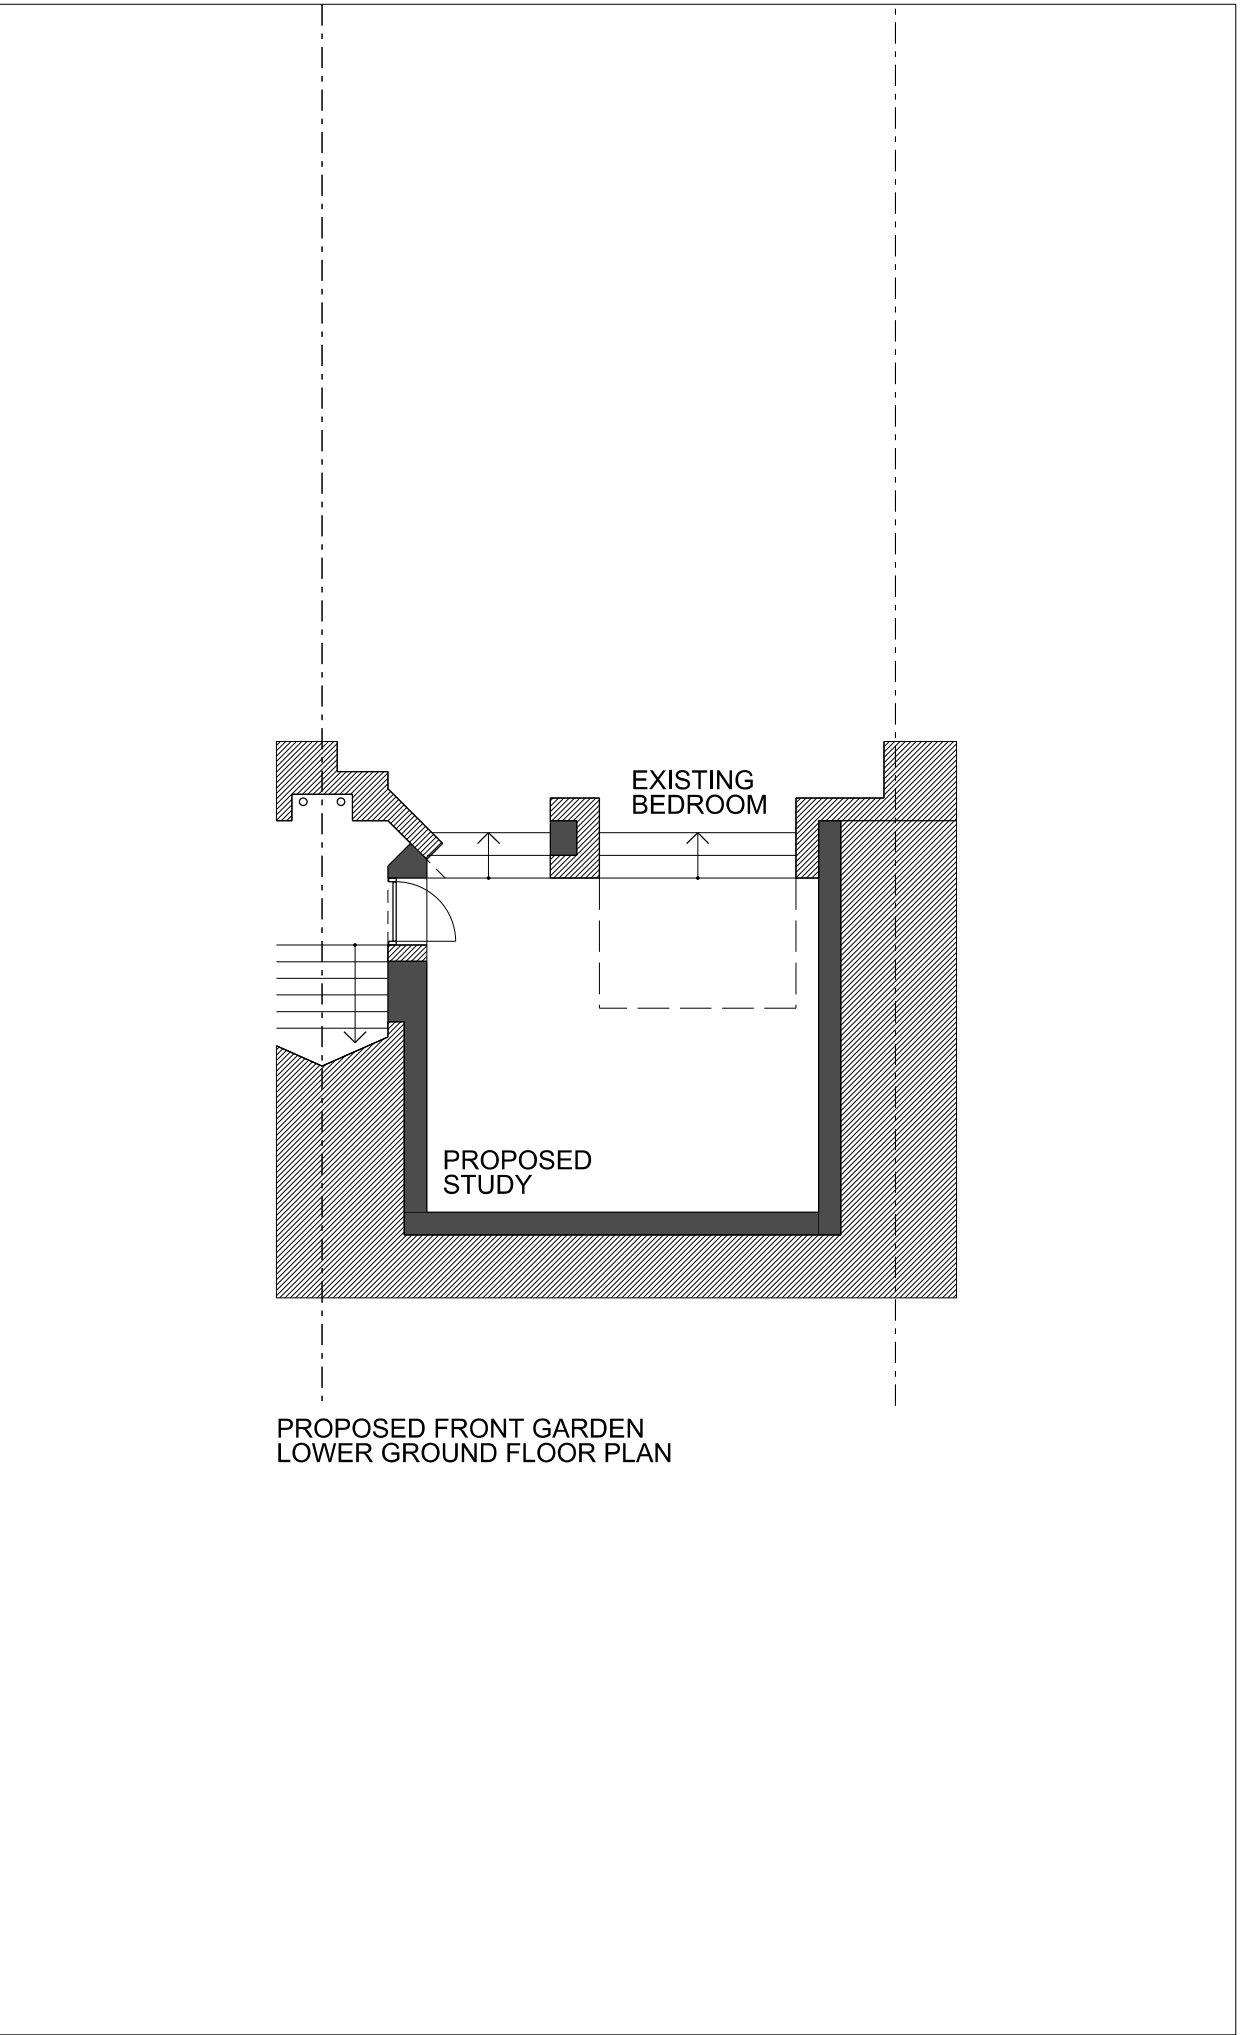 EXISTING
BEDROOM
PROPOSED
STUDY
PROPOSED FRONT GARDEN
LOWER GROUND FLOOR PLAN